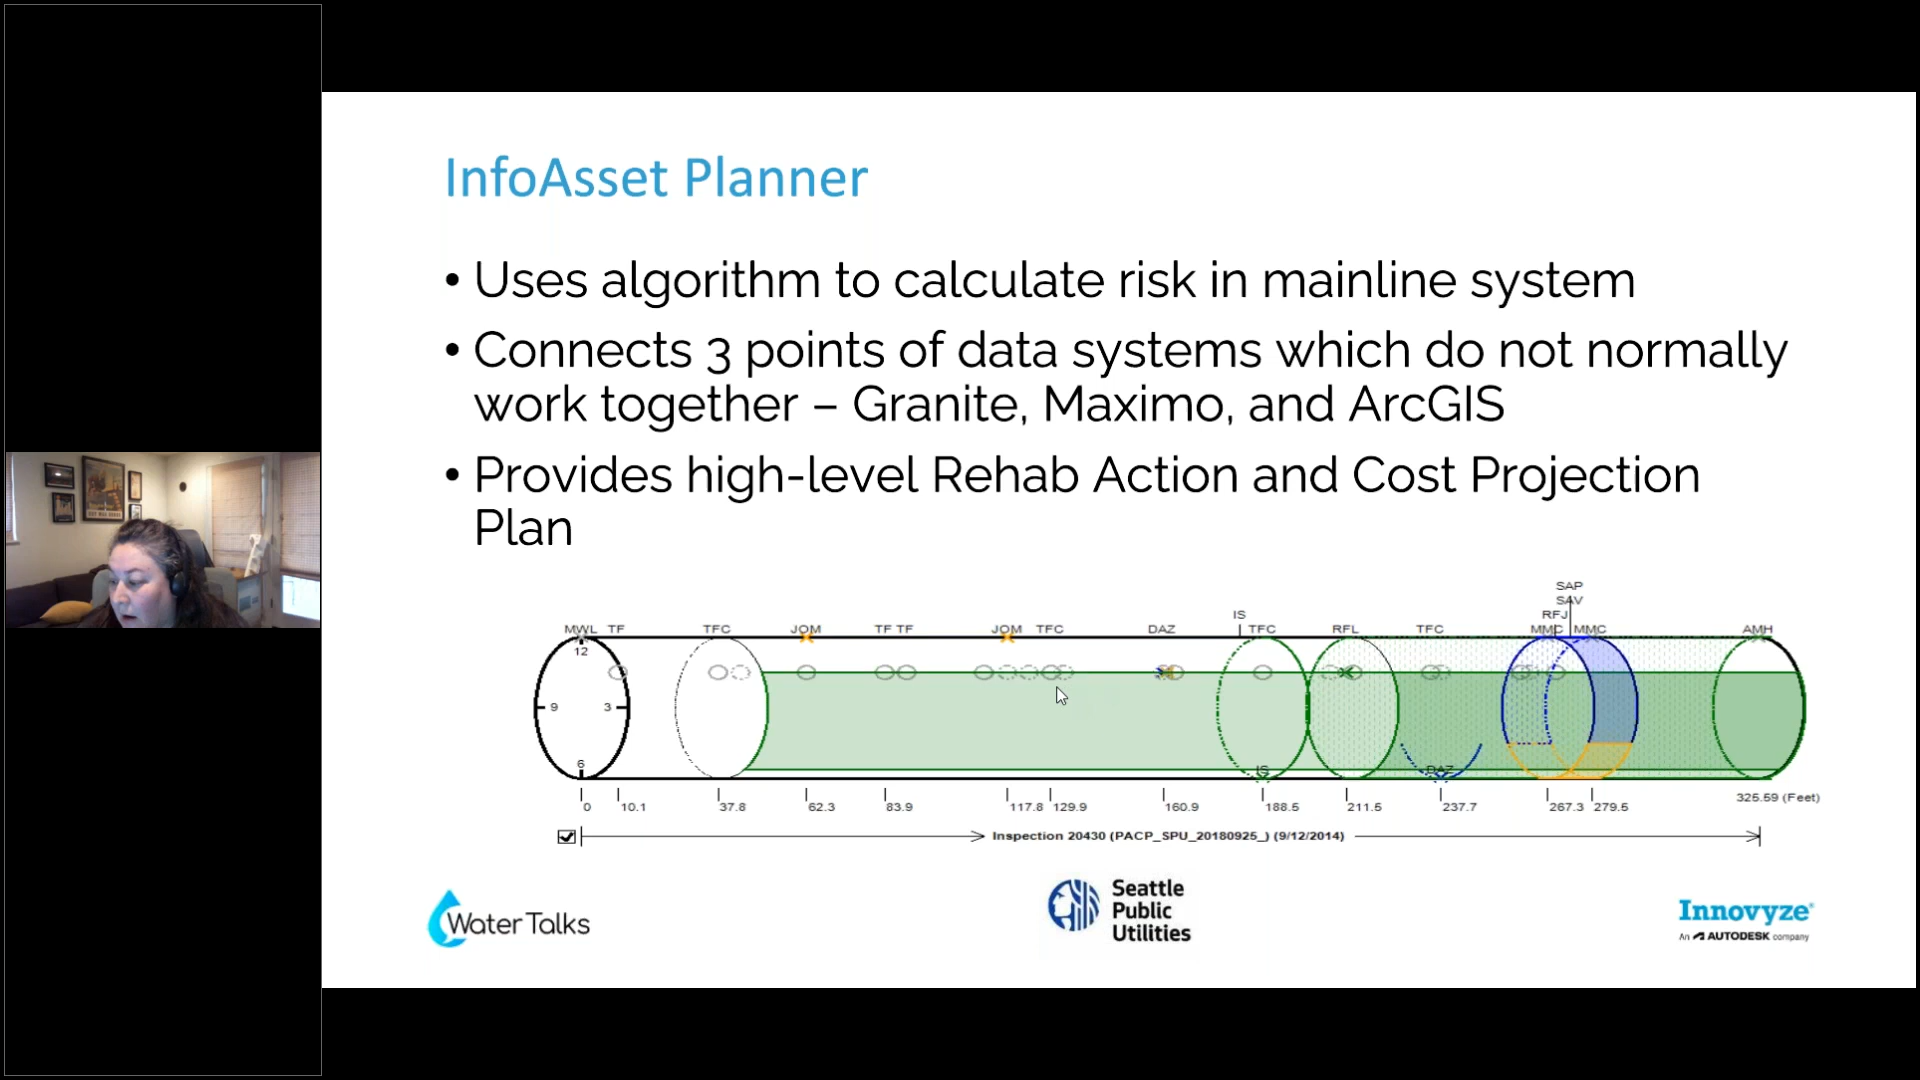 InfoAsset Planner
• Uses algorithm to calculate risk in mainline system
• Connects 3 points of data systems which do not normally
work together – Granite, Maximo, and ArcGIS
• Provides high-level Rehab Action and Cost Projection
Plan
SAP
SAV
IS RFJ
MWL TF TFC JOM TF TF JOM TFC DAZ TFC RFL TFC MMC MMC AMH
12
9 3
6 IS DAZ
0 10.1 37.8 62.3 83.9 117.8 129.9 160.9 188.5 211.5 237.7 267.3 279.5 325.59 (Feet)
Inspection 20430 (PACP_SPU_20180925_) (9/12/2014)
Water Talks
Seattle
Public
Utilities
Innovyze®
An AUTODESK company